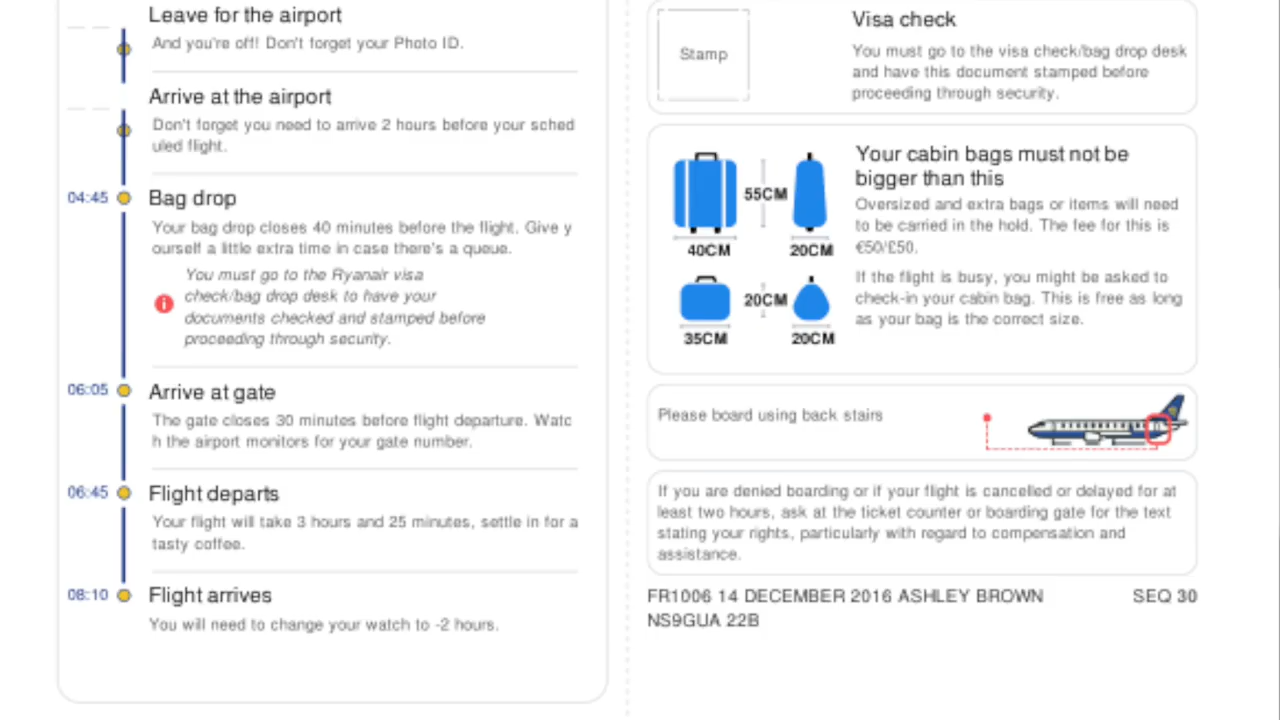 Leave for the airport
And you're off! Don't forget your Photo ID.
Arrive at the airport
Don't forget you need to arrive 2 hours before your sched
uled flight.
04:45 Bag drop
Your bag drop closes 40 minutes before the flight. Give y
ourself a little extra time in case there's a queue.
You must go to the Ryanair visa
check/bag drop desk to have your
documents checked and stamped before
proceeding through security.
06:05 Arrive at gate
The gate closes 30 minutes before flight departure. Watc
h the airport monitors for your gate number.
06:45 Flight departs
Your flight will take 3 hours and 25 minutes, settle in for a
tasty coffee.
08:10 Flight arrives
You will need to change your watch to -2 hours.
Stamp
Visa check
You must go to the visa check/bag drop desk
and have this document stamped before
proceeding through security.
55CM
40CM 20CM
20CM
35CM 20CM
Your cabin bags must not be
bigger than this
Oversized and extra bags or items will need
to be carried in the hold. The fee for this is
€50/£50.
If the flight is busy, you might be asked to
check-in your cabin bag. This is free as long
as your bag is the correct size.
Please board using back stairs
If you are denied boarding or if your flight is cancelled or delayed for at
least two hours, ask at the ticket counter or boarding gate for the text
stating your rights, particularly with regard to compensation and
assistance.
FR1006 14 DECEMBER 2016 ASHLEY BROWN SEQ 30
NS9GUA 22B